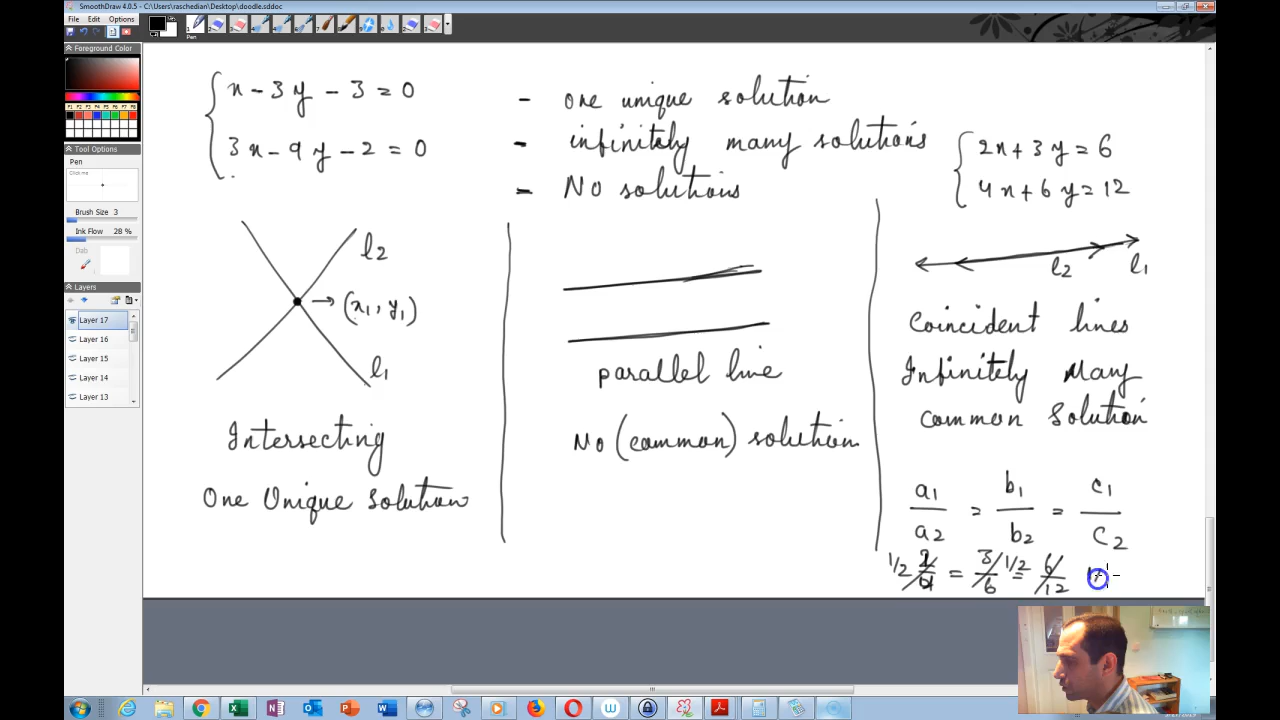 SmoothDraw 4.0.5 - C:\Users\raschedian\Desktop\doodle.sddoc
File Edit Options
Pen
Foreground Color
Tool Options
Pen
Click me
Brush Size 3
Ink Flow 28 %
Dab
Layers
Layer 17
Layer 16
Layer 15
Layer 14
Layer 13
x - 3y - 3 = 0
3x - 9y - 2 = 0
- one unique solution
- infinitely many solutions
- No solutions
2x + 3y = 6
4x + 6y = 12
l2
(x1, y1)
l1
Intersecting
One Unique Solution
parallel line
No (common) solution
l2 l1
Coincident lines
Infinitely Many
common Solution
a1/a2 = b1/b2 = c1/c2
1/2 2/4 = 3/6 1/2 = 6/12